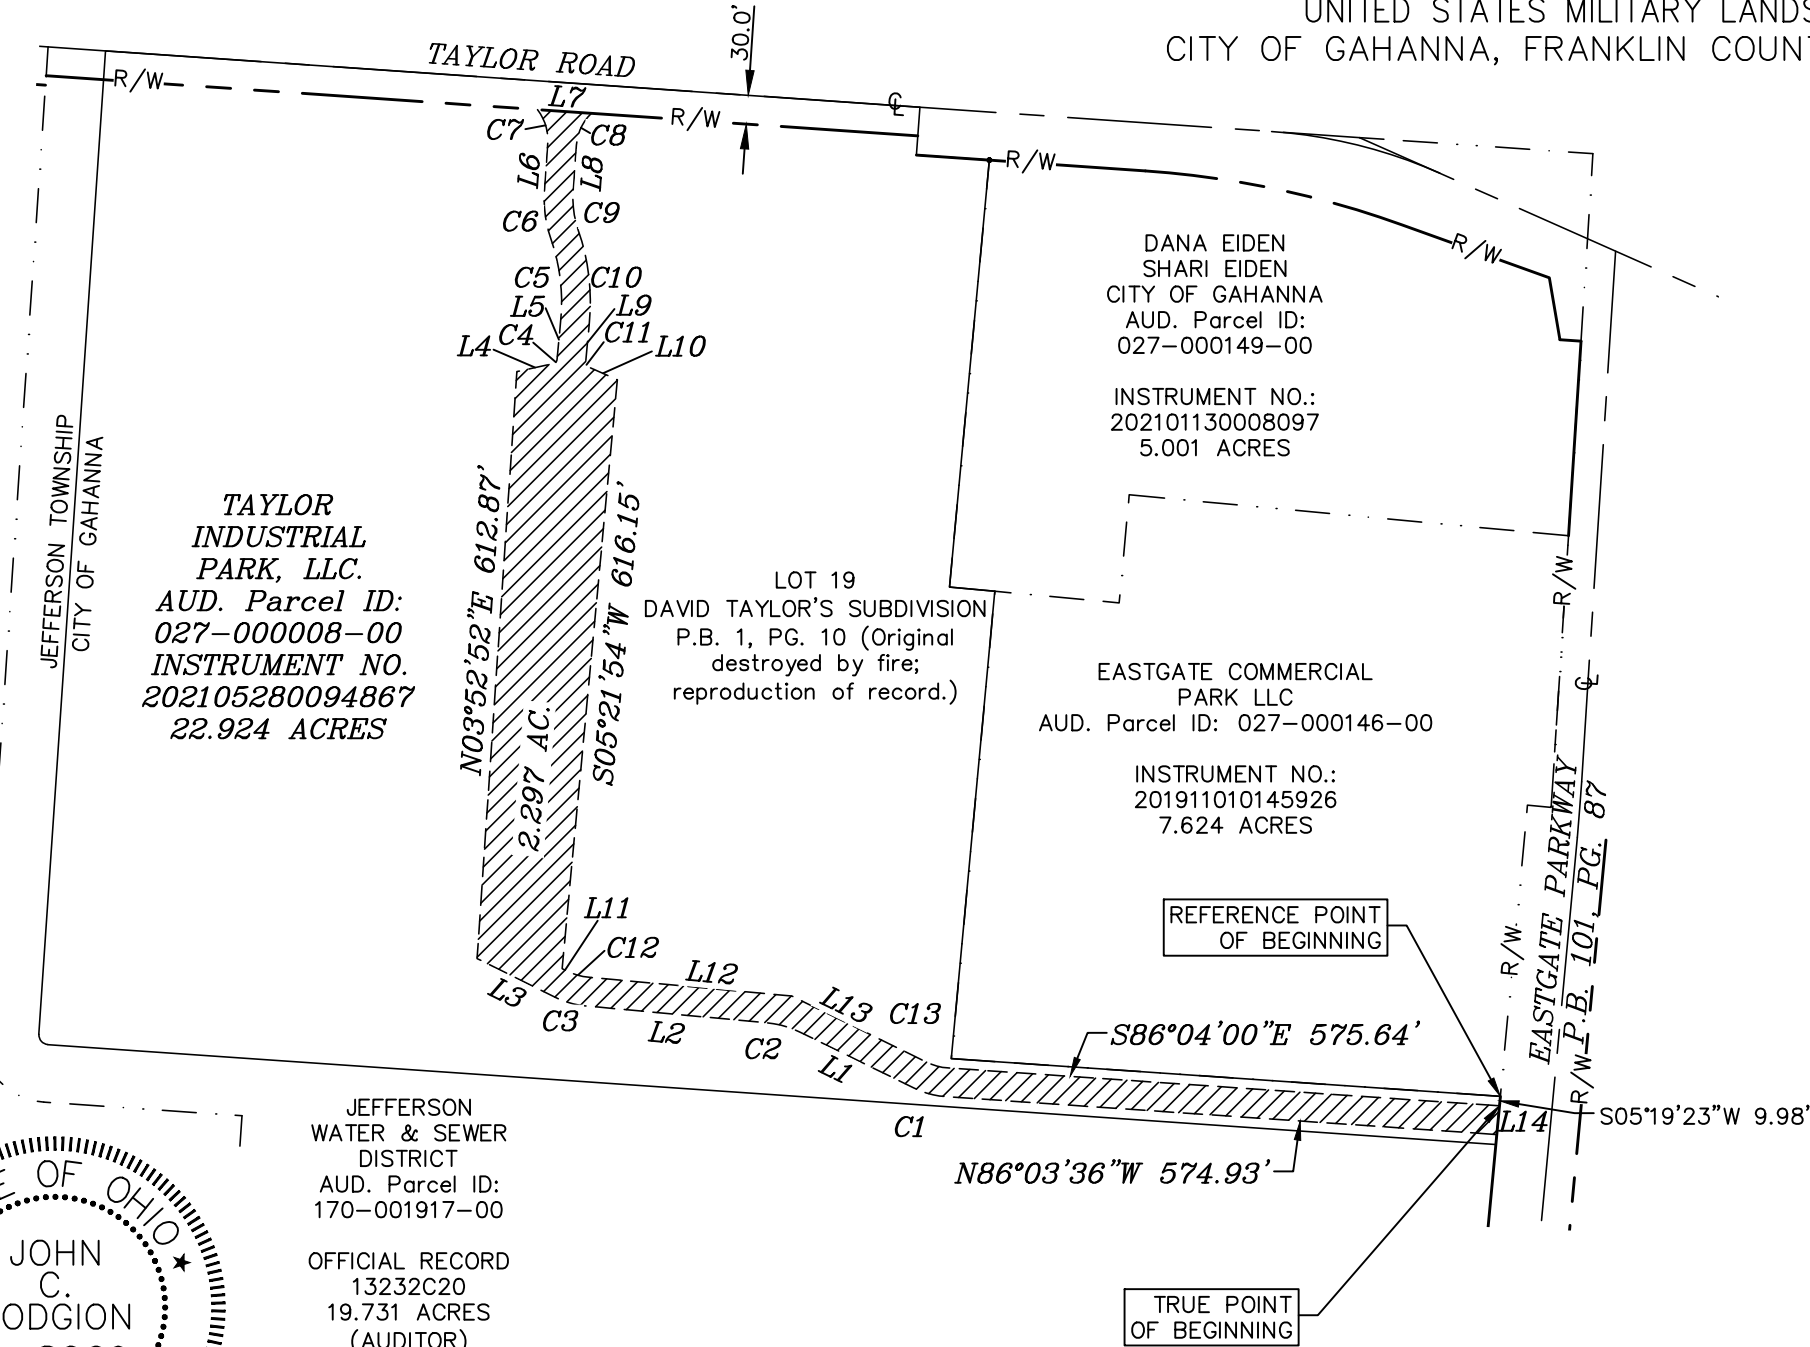 UNITED STATES MILITARY LANDS
CITY OF GAHANNA, FRANKLIN COUN
30.0'
TAYLOR ROAD
R/W
L7
R/W
R/W
C7
C8
L6
L8
C6
C9
C5
C10
L5
L9
C4
C11
L4
L10
R/W
DANA EIDEN
SHARI EIDEN
CITY OF GAHANNA
AUD. Parcel ID:
027-000149-00
INSTRUMENT NO.:
202101130008097
5.001 ACRES
JEFFERSON TOWNSHIP
CITY OF GAHANNA
TAYLOR
INDUSTRIAL
PARK, LLC.
AUD. Parcel ID:
027-000008-00
INSTRUMENT NO.
202105280094867
22.924 ACRES
N03°52'52"E 612.87'
2.297 AC.
S05°21'54"W 616.15'
LOT 19
DAVID TAYLOR'S SUBDIVISION
P.B. 1, PG. 10 (Original
destroyed by fire;
reproduction of record.)
EASTGATE COMMERCIAL
PARK LLC
AUD. Parcel ID: 027-000146-00
INSTRUMENT NO.:
201911010145926
7.624 ACRES
R/W
R/W
EASTGATE PARKWAY
P.B. 101, PG. 87
R/W
REFERENCE POINT
OF BEGINNING
L11
C12
L12
L13
C13
L3
C3
L2
C2
L1
C1
S86°04'00"E 575.64'
N86°03'36"W 574.93'
L14
S05°19'23"W 9.98'
TRUE POINT
OF BEGINNING
JEFFERSON
WATER & SEWER
DISTRICT
AUD. Parcel ID:
170-001917-00
OFFICIAL RECORD
13232C20
19.731 ACRES
(AUDITOR)
E OF OHIO
JOHN
C.
ODGION